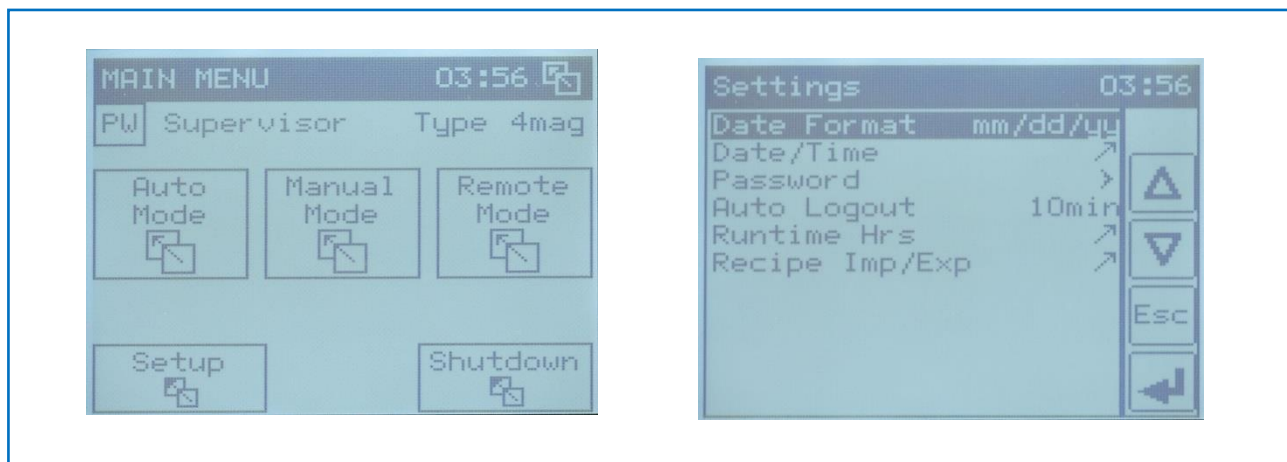 MAIN MENU 03:56
PW Supervisor Type 4mag
Auto Mode
Manual Mode
Remote Mode
Setup
Shutdown
Settings 03:56
Date Format mm/dd/yy
Date/Time
Password >
Auto Logout 10min
Runtime Hrs
Recipe Imp/Exp
Esc